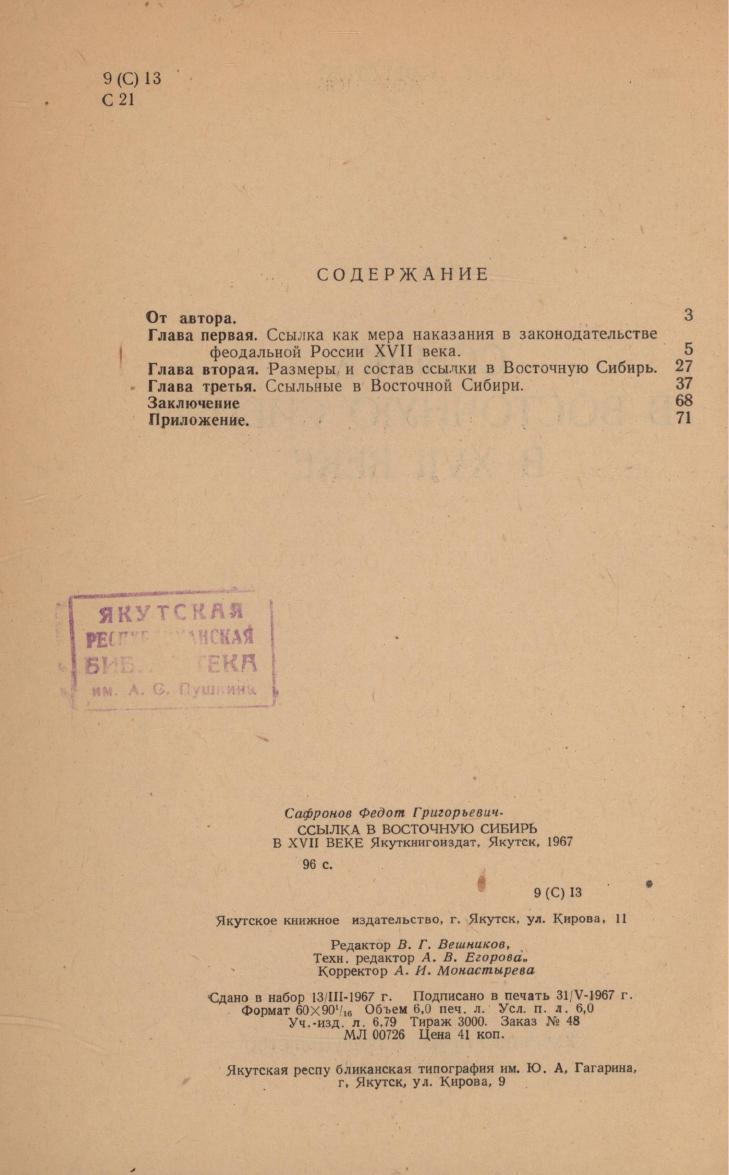 9 (С) 13
С 21
СОДЕРЖАНИЕ
От автора. 3
Глава первая. Ссылка как мера наказания в законодательстве
феодальной России XVII века. 5
Глава вторая. Размеры и состав ссылки в Восточную Сибирь. 27
Глава третья. Ссыльные в Восточной Сибири. 37
Заключение 68
Приложение. 71
ЯКУТСКАЯ
им. А. С. Пушкина
Сафронов Федот Григорьевич-
ССЫЛКА В ВОСТОЧНУЮ СИБИРЬ
В XVII ВЕКЕ Якуткнигоиздат, Якутск, 1967
96 с.
9 (С) 13
Якутское книжное издательство, г. Якутск, ул. Кирова, 11
Редактор В. Г. Вешников,
Техн. редактор А. В. Егорова„
Корректор А. И. Монастырева
Сдано в набор 13/III-1967 г. Подписано в печать 31/V-1967 г.
Формат 60×90¹/₁₆ Объем 6,0 печ. л. Усл. п. л. 6,0
Уч.-изд. л. 6,79 Тираж 3000. Заказ № 48
МЛ 00726 Цена 41 коп.
Якутская респу бликанская типография им. Ю. А, Гагарина,
г, Якутск, ул. Кирова, 9